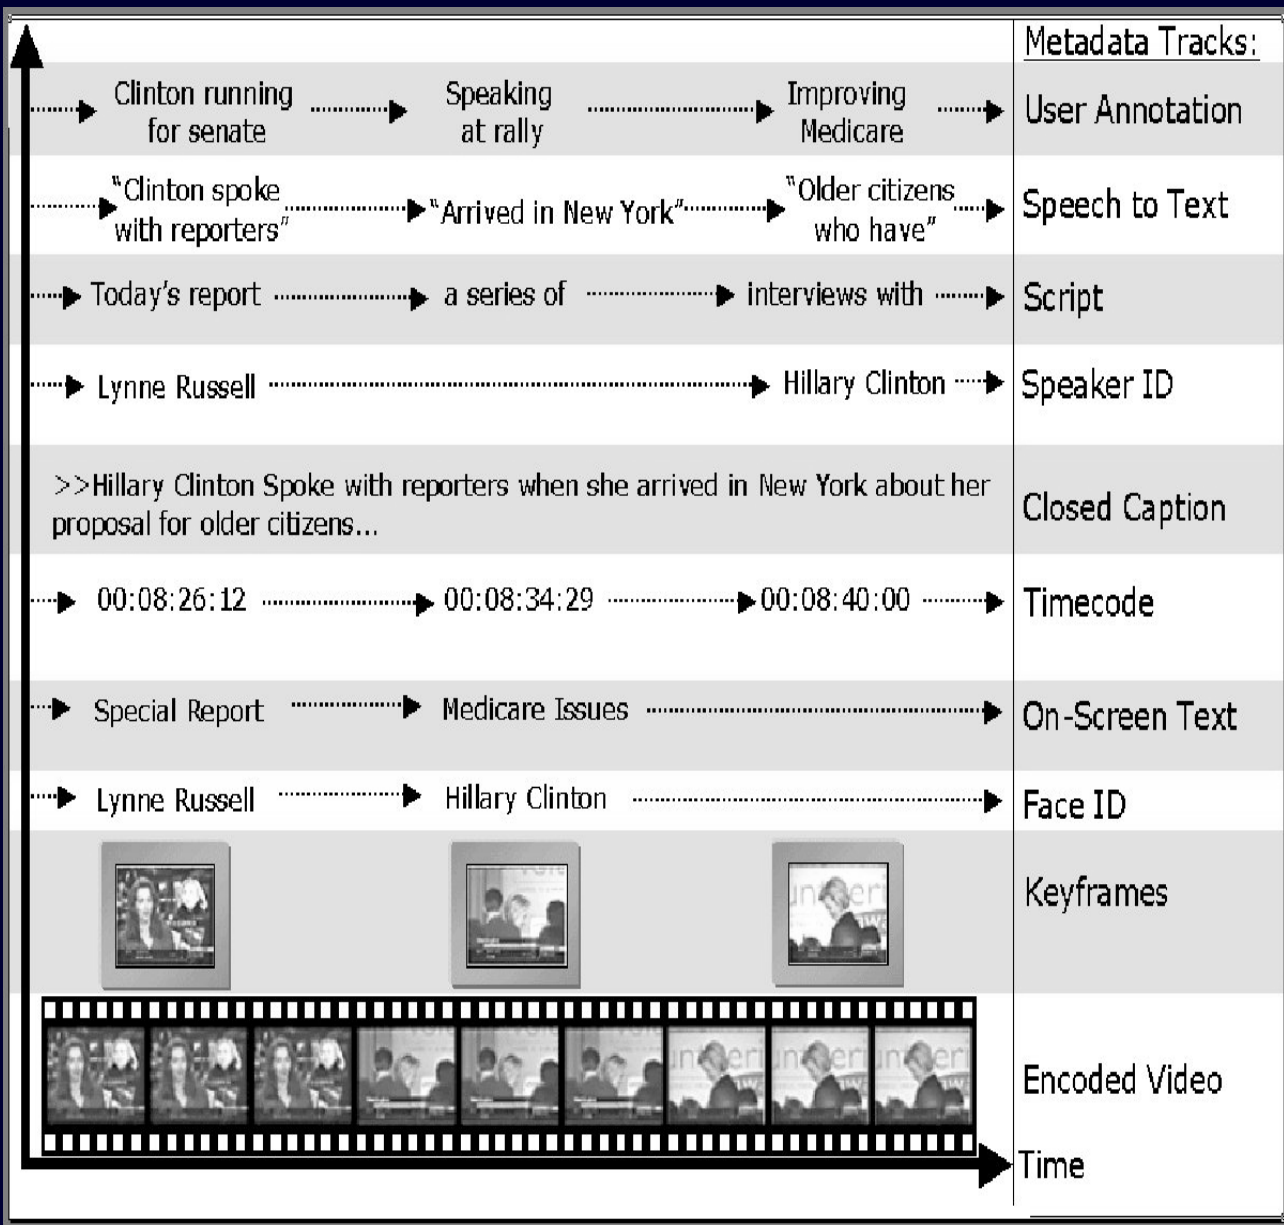 Metadata Tracks:
Clinton running
for senate
Speaking
at rally
Improving
Medicare
User Annotation
"Clinton spoke
with reporters"
"Arrived in New York"
"Older citizens
who have"
Speech to Text
Today's report
a series of
interviews with
Script
Lynne Russell
Hillary Clinton
Speaker ID
>>Hillary Clinton Spoke with reporters when she arrived in New York about her
proposal for older citizens...
Closed Caption
00:08:26:12
00:08:34:29
00:08:40:00
Timecode
Special Report
Medicare Issues
On-Screen Text
Lynne Russell
Hillary Clinton
Face ID
Keyframes
Encoded Video
Time